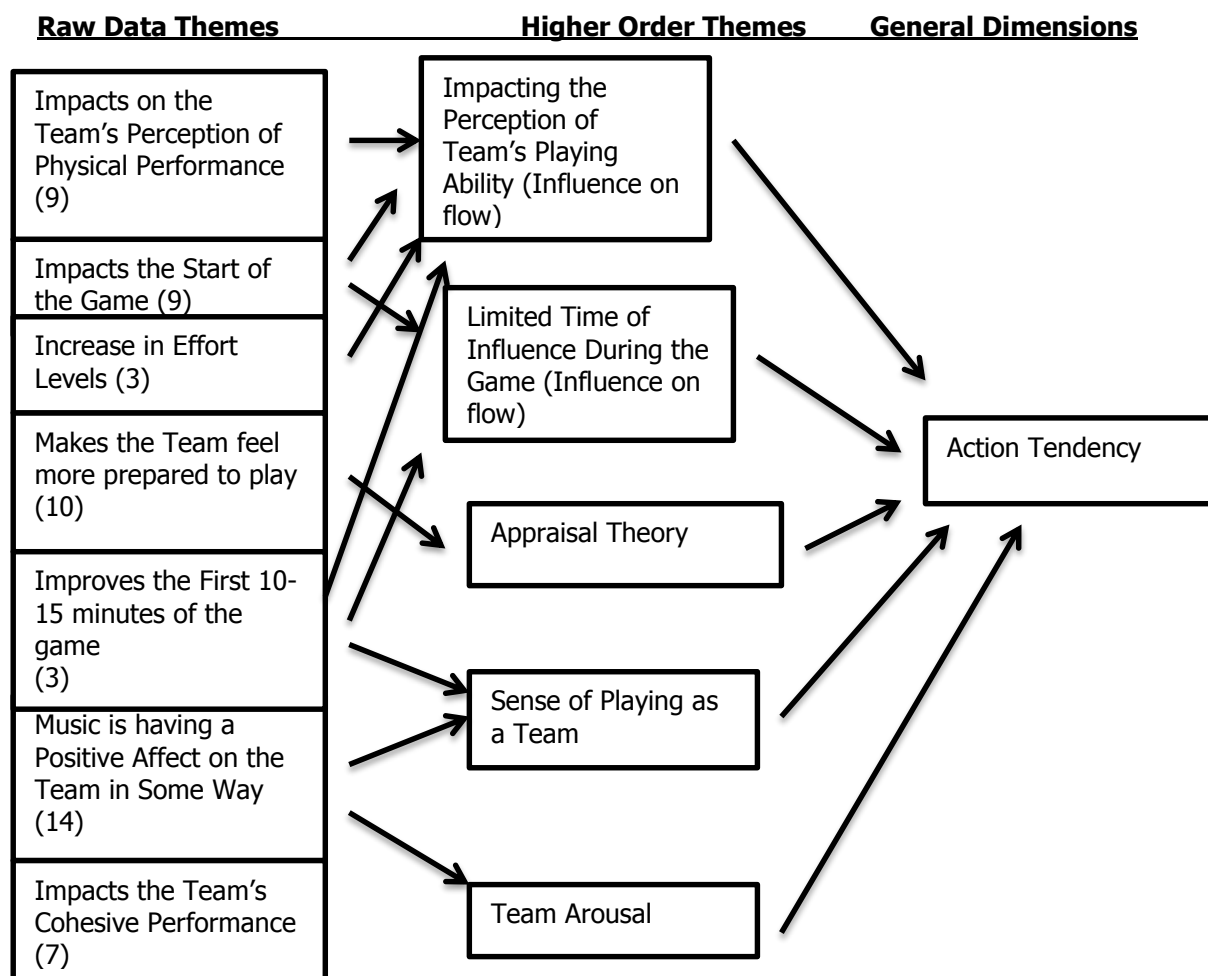 Raw Data Themes
Higher Order Themes
General Dimensions
Impacts on the
Team’s Perception of
Physical Performance
(9)
Impacts the Start of
the Game (9)
Increase in Effort
Levels (3)
Makes the Team feel
more prepared to play
(10)
Improves the First 10-
15 minutes of the
game
(3)
Music is having a
Positive Affect on the
Team in Some Way
(14)
Impacts the Team’s
Cohesive Performance
(7)
Impacting the
Perception of
Team’s Playing
Ability (Influence on
flow)
Limited Time of
Influence During the
Game (Influence on
flow)
Appraisal Theory
Sense of Playing as
a Team
Team Arousal
Action Tendency